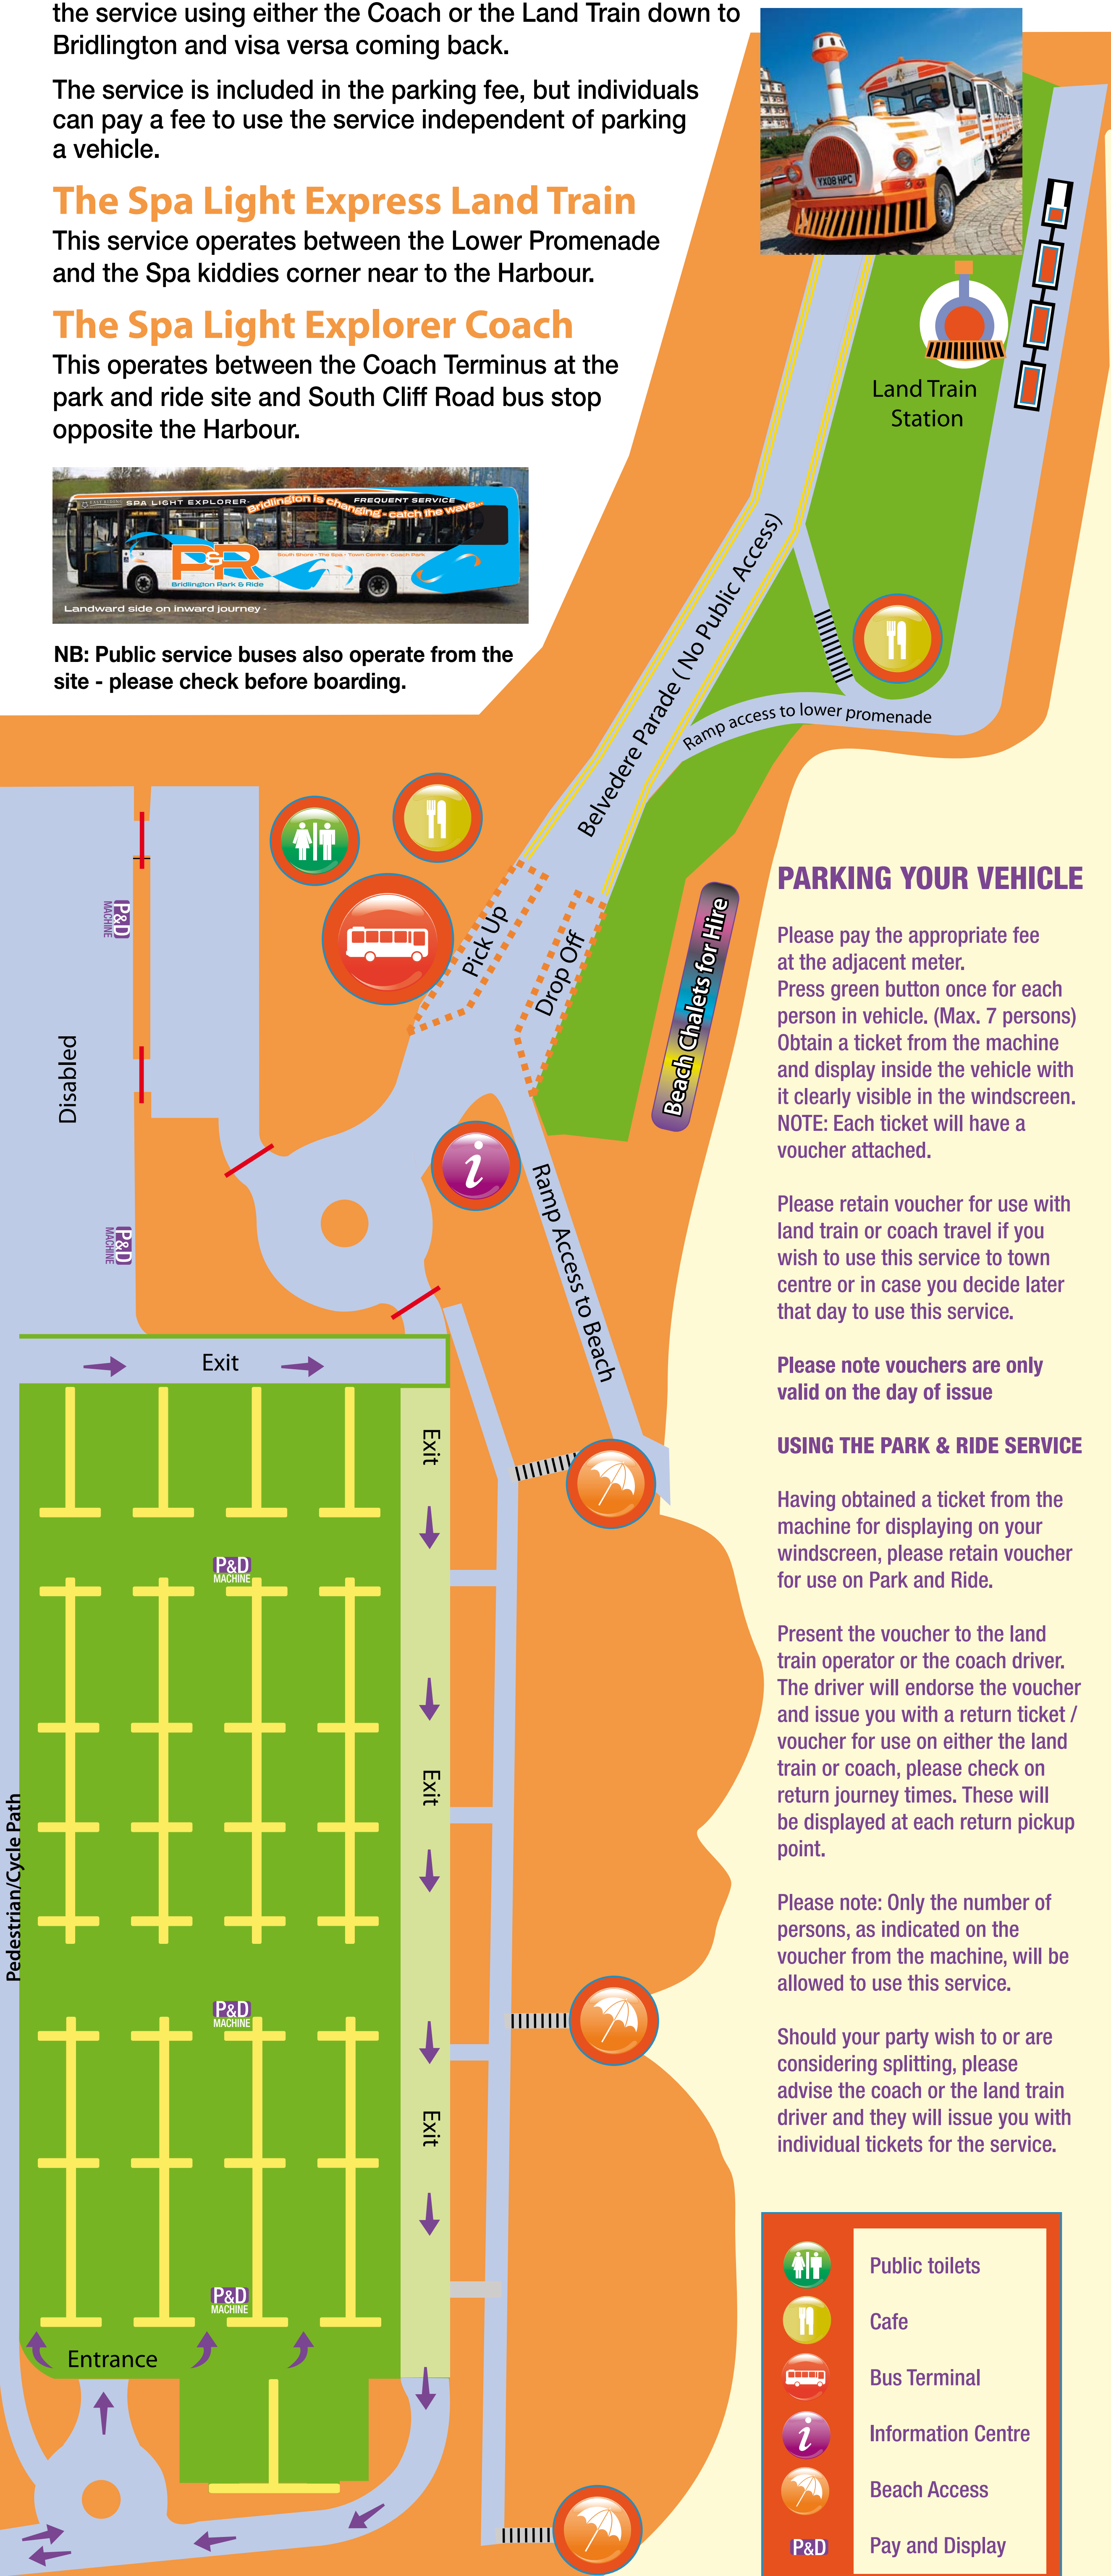 the service using either the Coach or the Land Train down to
Bridlington and visa versa coming back.
The service is included in the parking fee, but individuals
can pay a fee to use the service independent of parking
a vehicle.
The Spa Light Express Land Train
This service operates between the Lower Promenade
and the Spa kiddies corner near to the Harbour.
The Spa Light Explorer Coach
This operates between the Coach Terminus at the
park and ride site and South Cliff Road bus stop
opposite the Harbour.
SPA LIGHT EXPLORER
Bridlington is changing - catch the wave...
FREQUENT SERVICE
P&R
Bridlington Park & Ride
South Shore - The Spa - Town Centre - Coach Park
Landward side on inward journey -
NB: Public service buses also operate from the
site - please check before boarding.
YX08 HPC
Land Train
Station
Belvedere Parade ( No Public Access)
Ramp access to lower promenade
Pick Up
Drop Off
Beach Chalets for Hire
P&D
MACHINE
Disabled
P&D
MACHINE
i
Ramp Access to Beach
Exit
Exit
P&D
MACHINE
Exit
Pedestrian/Cycle Path
P&D
MACHINE
Exit
P&D
MACHINE
Entrance
PARKING YOUR VEHICLE
Please pay the appropriate fee
at the adjacent meter.
Press green button once for each
person in vehicle. (Max. 7 persons)
Obtain a ticket from the machine
and display inside the vehicle with
it clearly visible in the windscreen.
NOTE: Each ticket will have a
voucher attached.
Please retain voucher for use with
land train or coach travel if you
wish to use this service to town
centre or in case you decide later
that day to use this service.
Please note vouchers are only
valid on the day of issue
USING THE PARK & RIDE SERVICE
Having obtained a ticket from the
machine for displaying on your
windscreen, please retain voucher
for use on Park and Ride.
Present the voucher to the land
train operator or the coach driver.
The driver will endorse the voucher
and issue you with a return ticket /
voucher for use on either the land
train or coach, please check on
return journey times. These will
be displayed at each return pickup
point.
Please note: Only the number of
persons, as indicated on the
voucher from the machine, will be
allowed to use this service.
Should your party wish to or are
considering splitting, please
advise the coach or the land train
driver and they will issue you with
individual tickets for the service.
Public toilets
Cafe
Bus Terminal
i Information Centre
Beach Access
P&D Pay and Display